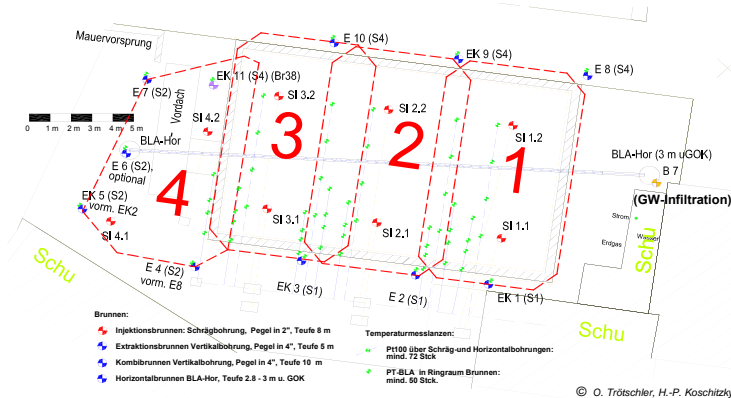 E 10 (S4)
Mauervorsprung
EK 9 (S4)
E 8 (S4)
EK 11 (S4) (Br38)
E 7 (S2)
Vordach
SI 3.2
SI 2.2
SI 1.2
SI 4.2
0 1 m 2 m 3 m 4 m 5 m
BLA-Hor
3
2
1
4
BLA-Hor (3 m uGOK)
B 7
(GW-Infiltration)
E 6 (S2),
optional
EK 5 (S2)
vorm. EK2
SI 4.1
SI 3.1
SI 2.1
SI 1.1
Strom
Wasser
Erdgas
Schu
Schu
Schu
E 4 (S2)
vorm. E8
EK 3 (S1)
E 2 (S1)
EK 1 (S1)
Brunnen:
Injektionsbrunnen: Schrägbohrung, Pegel in 2", Teufe 8 m
Extraktionsbrunnen Vertikalbohrung, Pegel in 4", Teufe 5 m
Kombibrunnen Vertikalbohrung, Pegel in 4", Teufe 10 m
Horizontalbrunnen BLA-Hor, Teufe 2.8 - 3 m u. GOK
Temperaturmesslanzen:
Pt100 über Schräg-und Horizontalbohrungen:
mind. 72 Stck
PT-BLA in Ringraum Brunnen:
mind. 50 Stck.
© O. Trötschler, H.-P. Koschitzky